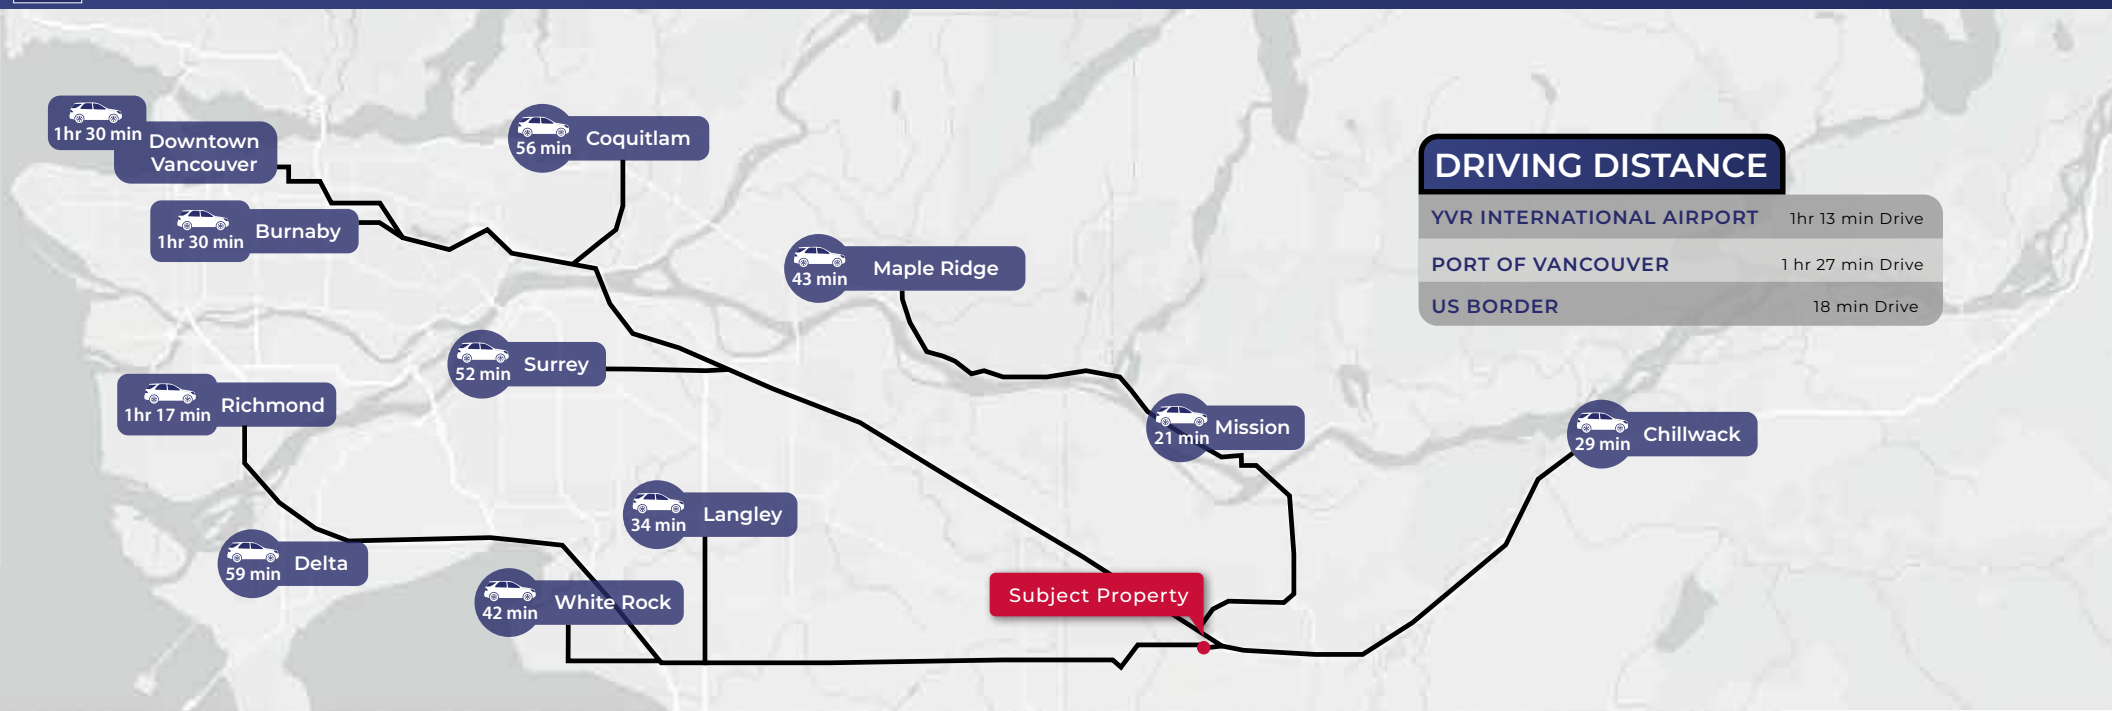 1hr 30 min
Downtown
Vancouver
56 min
Coquitlam
DRIVING DISTANCE
YVR INTERNATIONAL AIRPORT 1hr 13 min Drive
PORT OF VANCOUVER 1 hr 27 min Drive
US BORDER 18 min Drive
1hr 30 min
Burnaby
43 min
Maple Ridge
52 min
Surrey
1hr 17 min
Richmond
21 min
Mission
29 min
Chillwack
34 min
Langley
59 min
Delta
42 min
White Rock
Subject Property